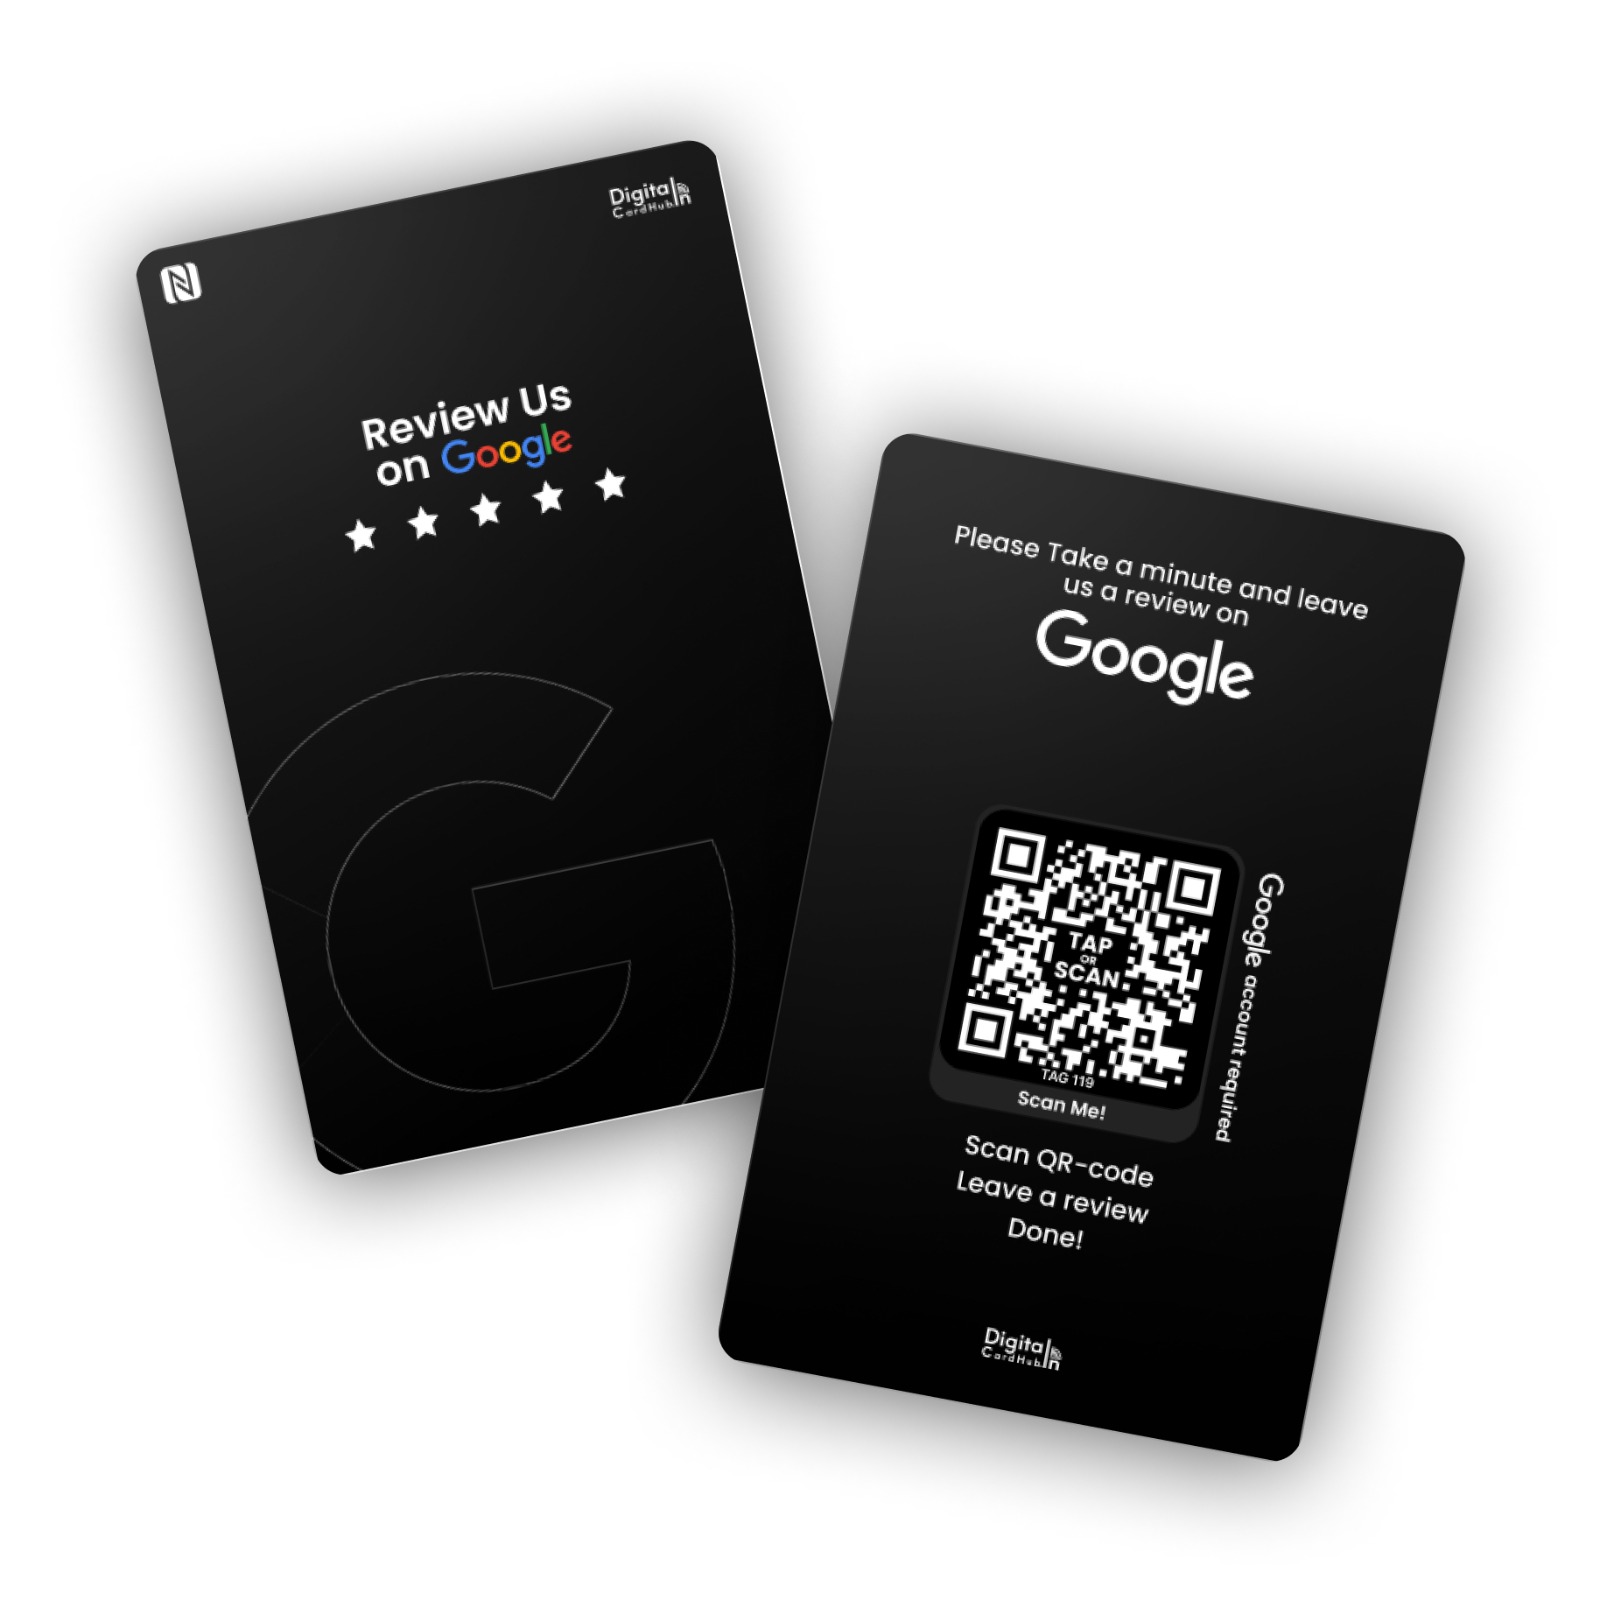 Digital
CardHub
Review Us
on Google
Please Take a minute and leave
us a review on
Google
TAP
OR
SCAN
TAG 119
Scan Me!
Google account required
Scan QR-code
Leave a review
Done!
Digital
CardHub